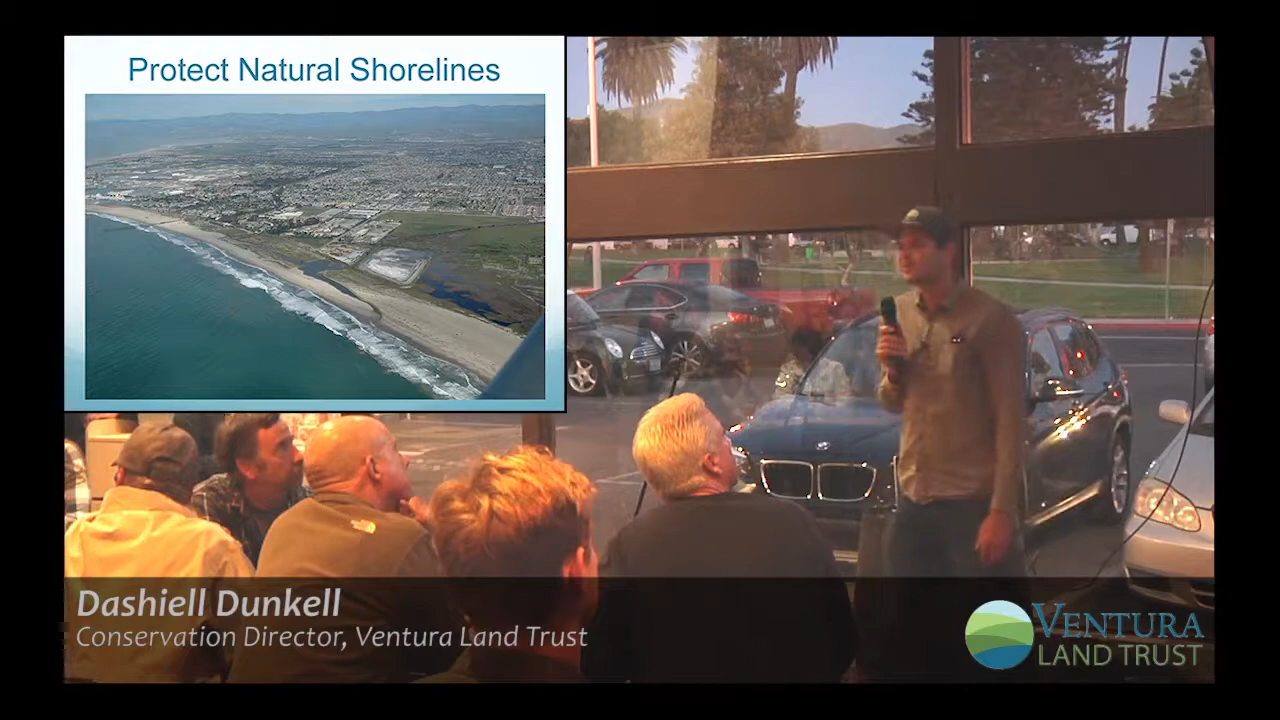 Protect Natural Shorelines
Dashiell Dunkell
Conservation Director, Ventura Land Trust
VENTURA
LAND TRUST